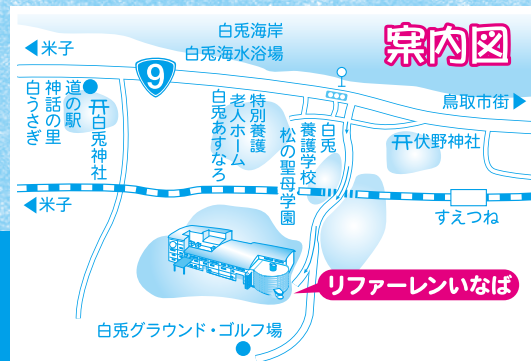 案内図
白兎海岸
白兎海水浴場
◀米子
9
鳥取市街▶
道の駅
神話の里
白うさぎ
白兎神社
特別養護
老人ホーム
白兎あすなろ
白兎
養護学校
松の聖母学園
伏野神社
◀米子
すえつね
リファーレンいなば
白兎グラウンド・ゴルフ場